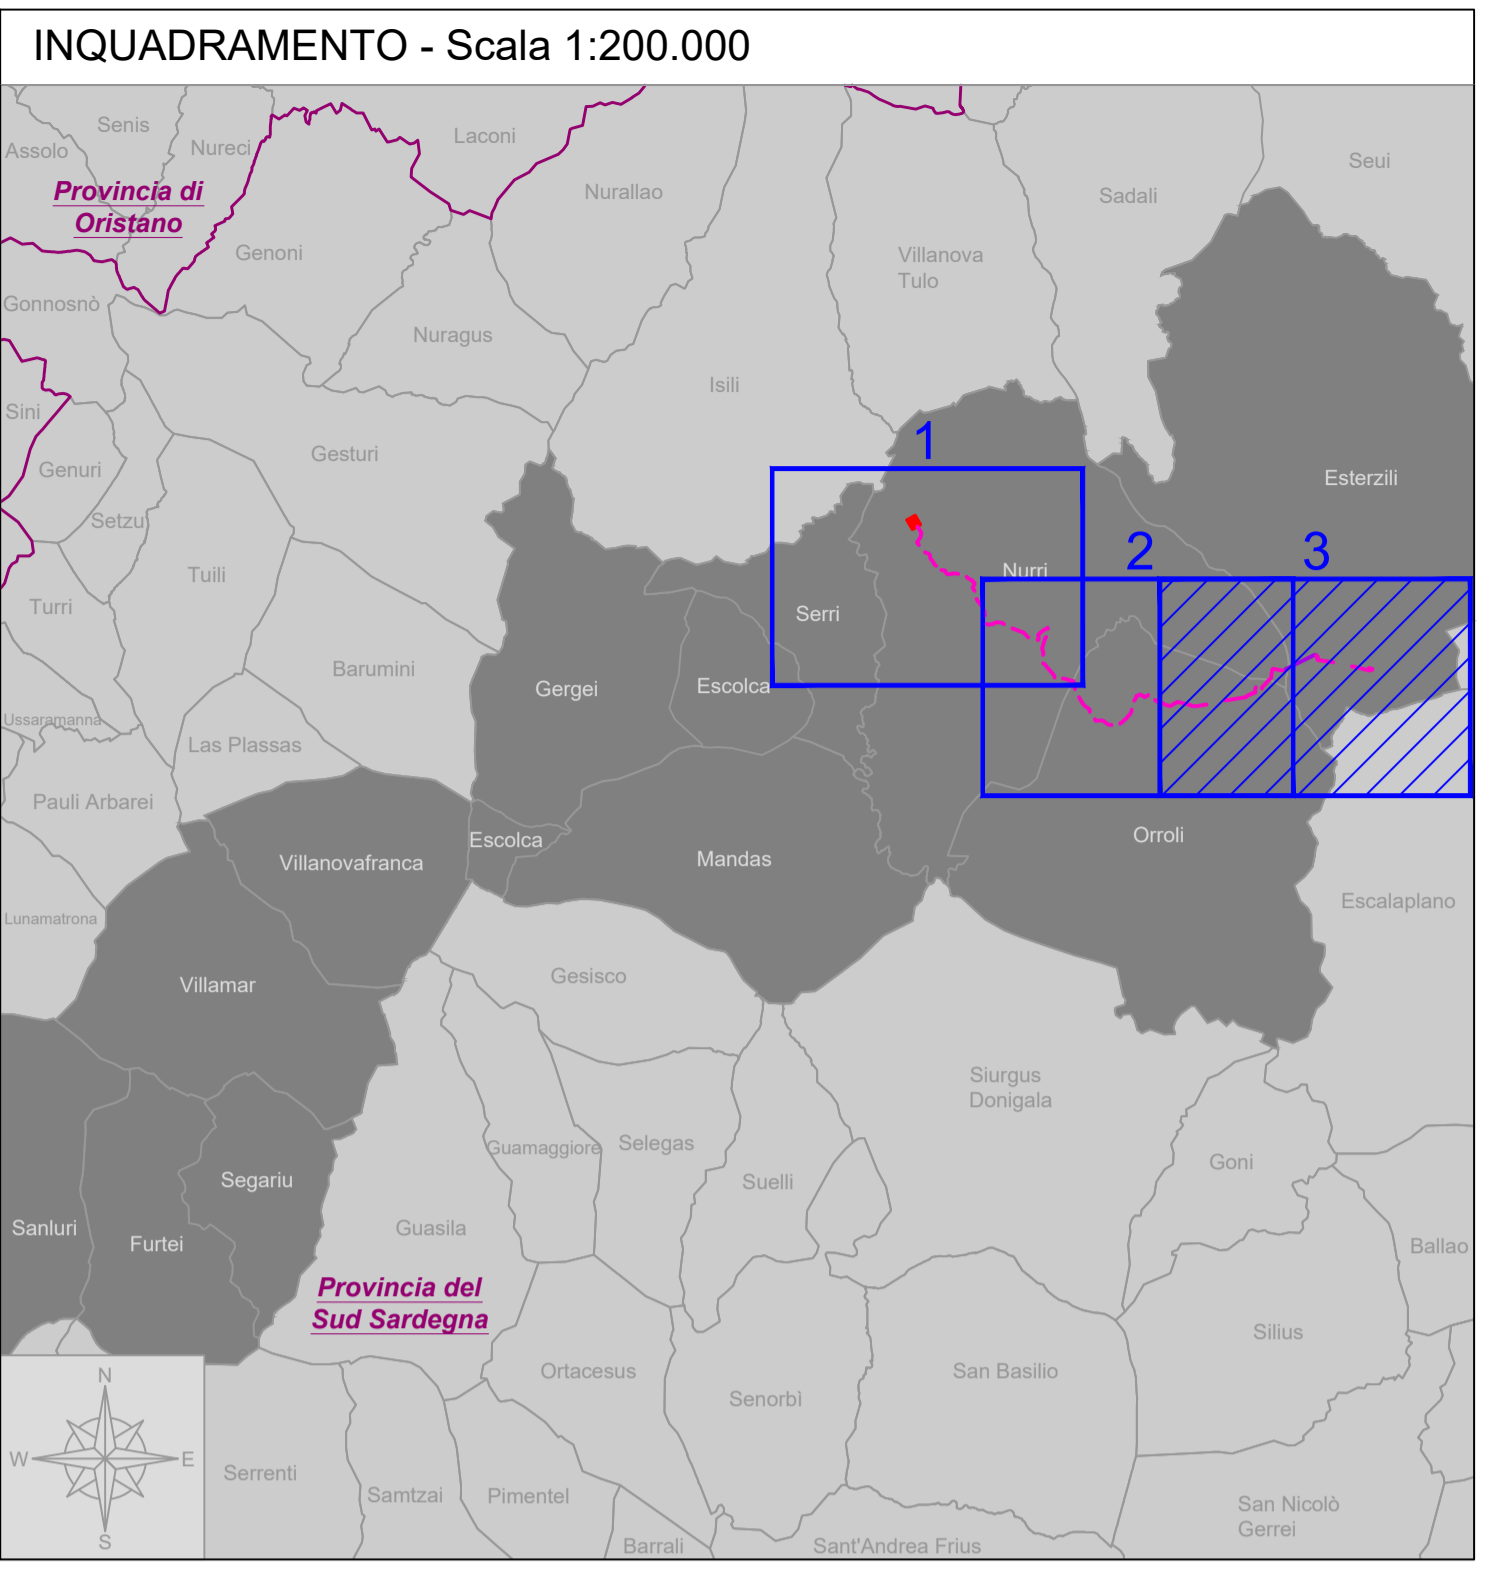 INQUADRAMENTO - Scala 1:200.000
Senis
Laconi
Assolo
Nureci
Seui
Provincia di
Oristano
Nurallao
Sadali
Genoni
Villanova
Tulo
Gonnosnò
Nuragus
Isili
Sini
Gesturi
1
Genuri
Esterzili
Setzu
2
3
Tuili
Nurri
Turri
Serri
Barumini
Gergei
Escolca
Ussaramanna
Las Plassas
Pauli Arbarei
Orroli
Escolca
Villanovafranca
Mandas
Escalaplano
Lunamatrona
Gesisco
Villamar
Siurgus
Donigala
Guamaggiore
Selegas
Goni
Segariu
Suelli
Sanluri
Furtei
Guasila
Ballao
Provincia del
Sud Sardegna
Silius
Ortacesus
San Basilio
Senorbì
N
W
E
S
Serrenti
Samtzai
Pimentel
San Nicolò
Gerrei
Barrali
Sant'Andrea Frius